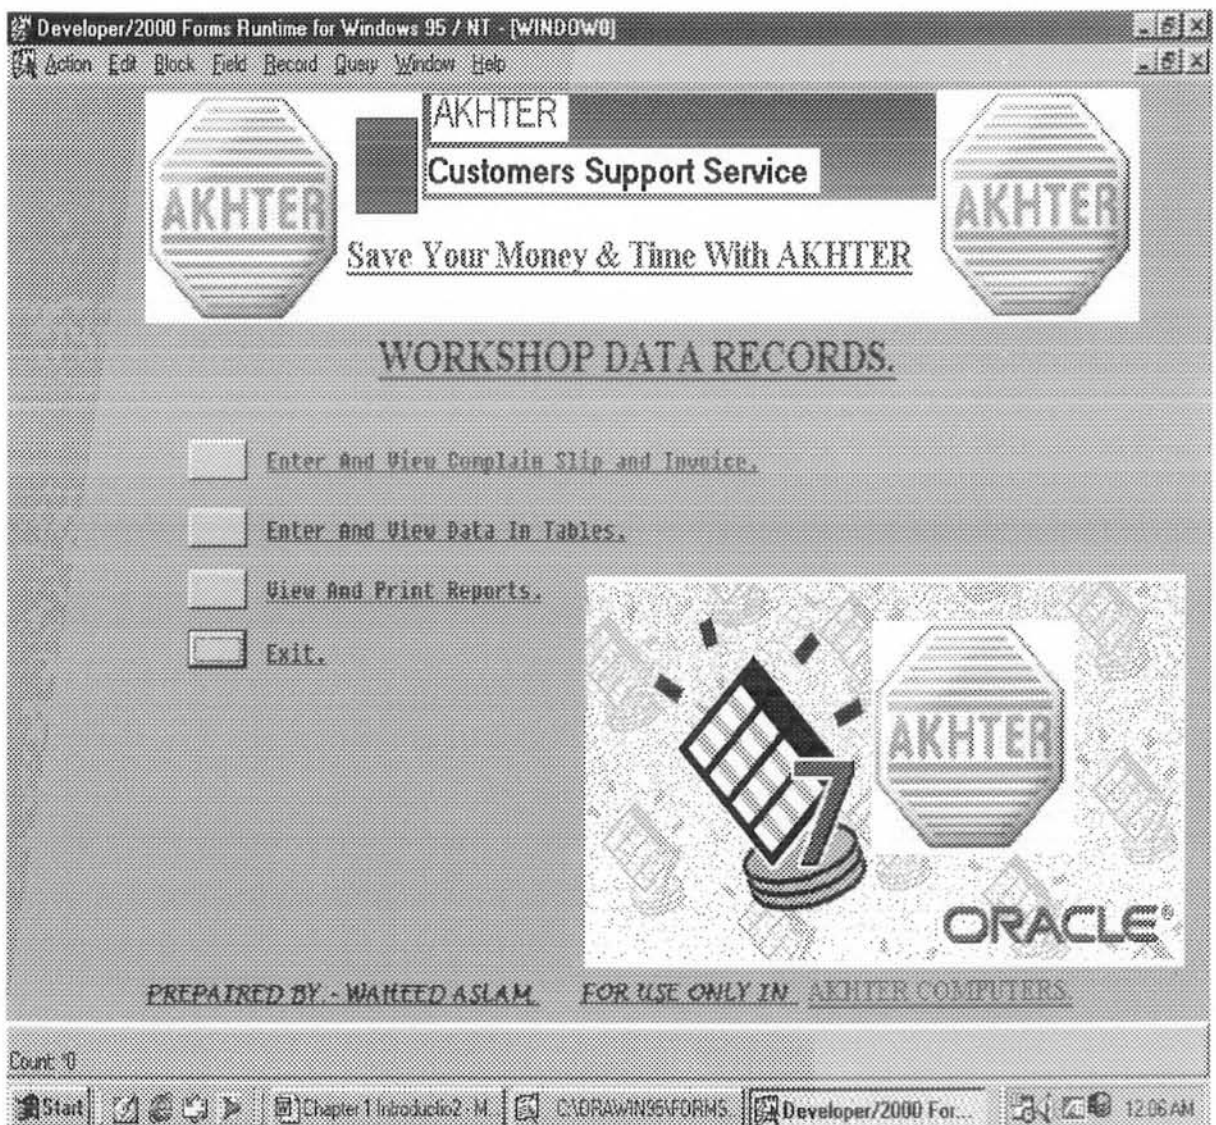 Developer/2000 Forms Runtime for Windows 95 / NT - [WINDOW0]
Action Edit Block Field Record Query Window Help
AKHTER
Customers Support Service
AKHTER
AKHTER
Save Your Money & Time With AKHTER
WORKSHOP DATA RECORDS.
Enter And View Complain Slip and Invoice.
Enter And View Data In Tables.
View And Print Reports.
Exit.
7
AKHTER
ORACLE®
PREPAIRED BY.- WAHEED ASLAM. FOR USE ONLY IN AKHTER COMPUTERS.
Count: *0
Start Chapter 1 Introductio2 - M C:\ORAWIN95\FORMS Developer/2000 For... 12:06 AM